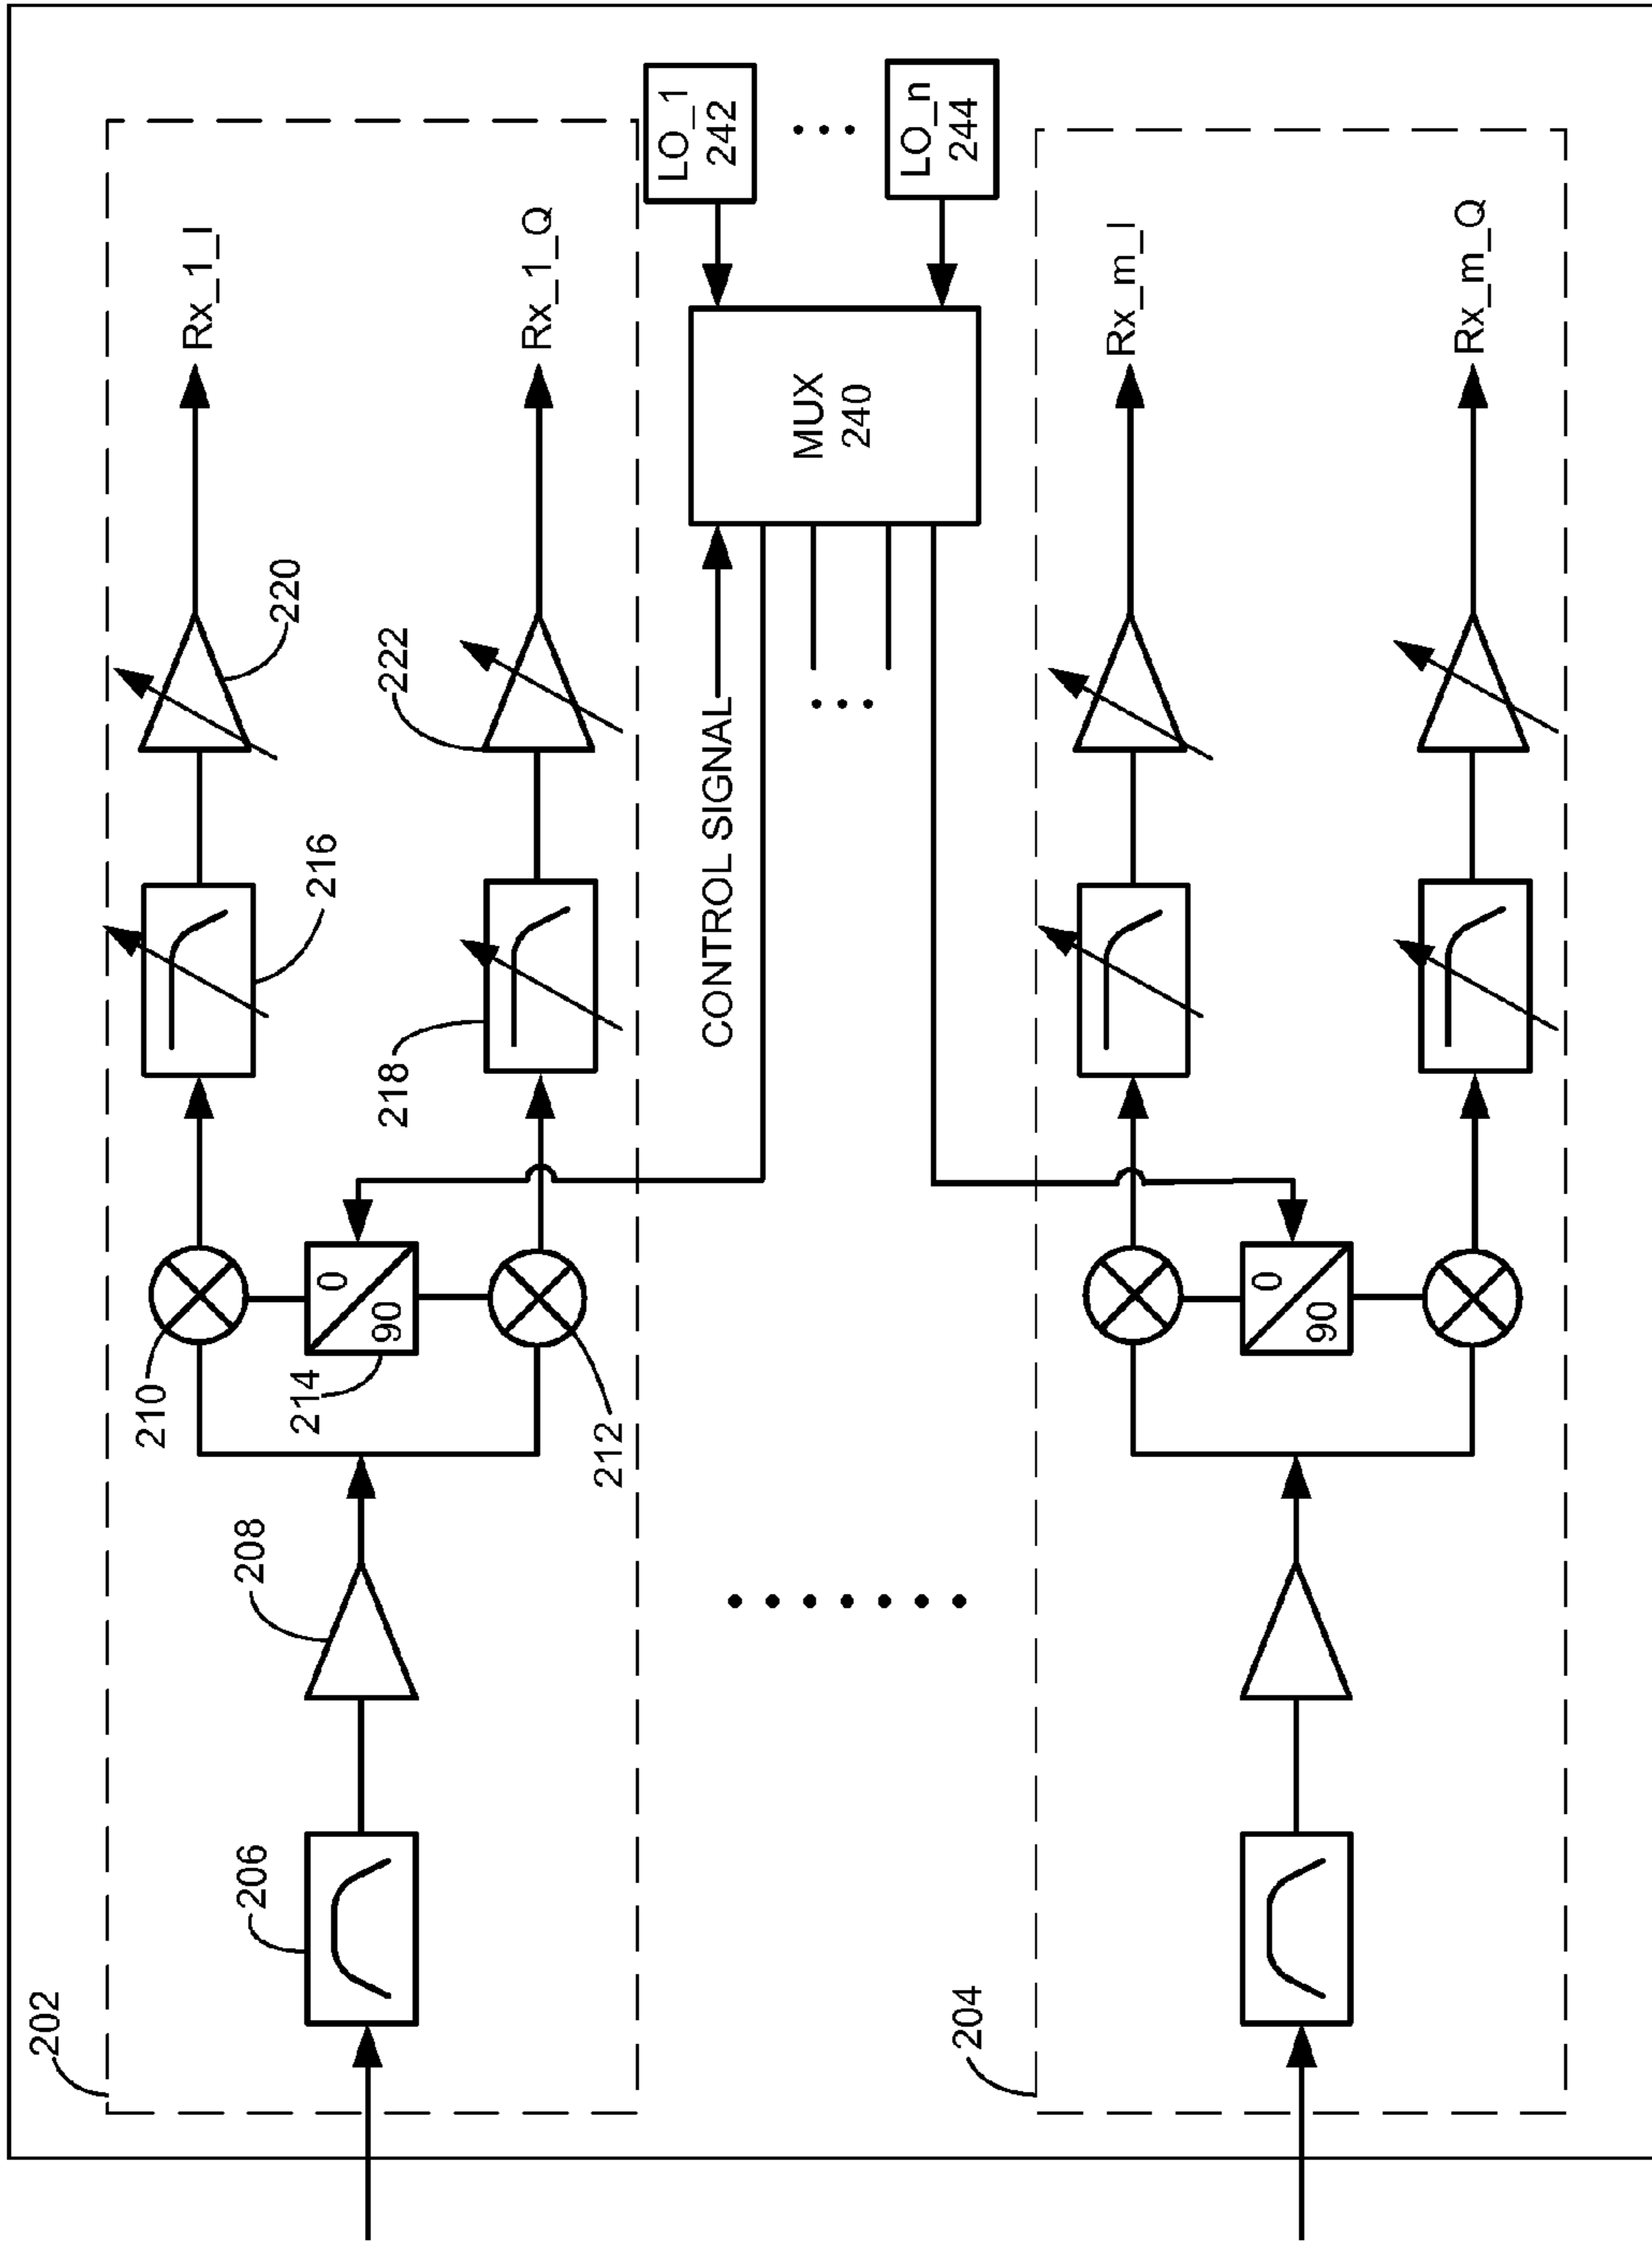 202
206
208
210
214
0
90
212
216
218
220
222
Rx_1_I
Rx_1_Q
CONTROL SIGNAL
MUX
240
LO_1
242
LO_n
244
204
0
90
Rx_m_I
Rx_m_Q